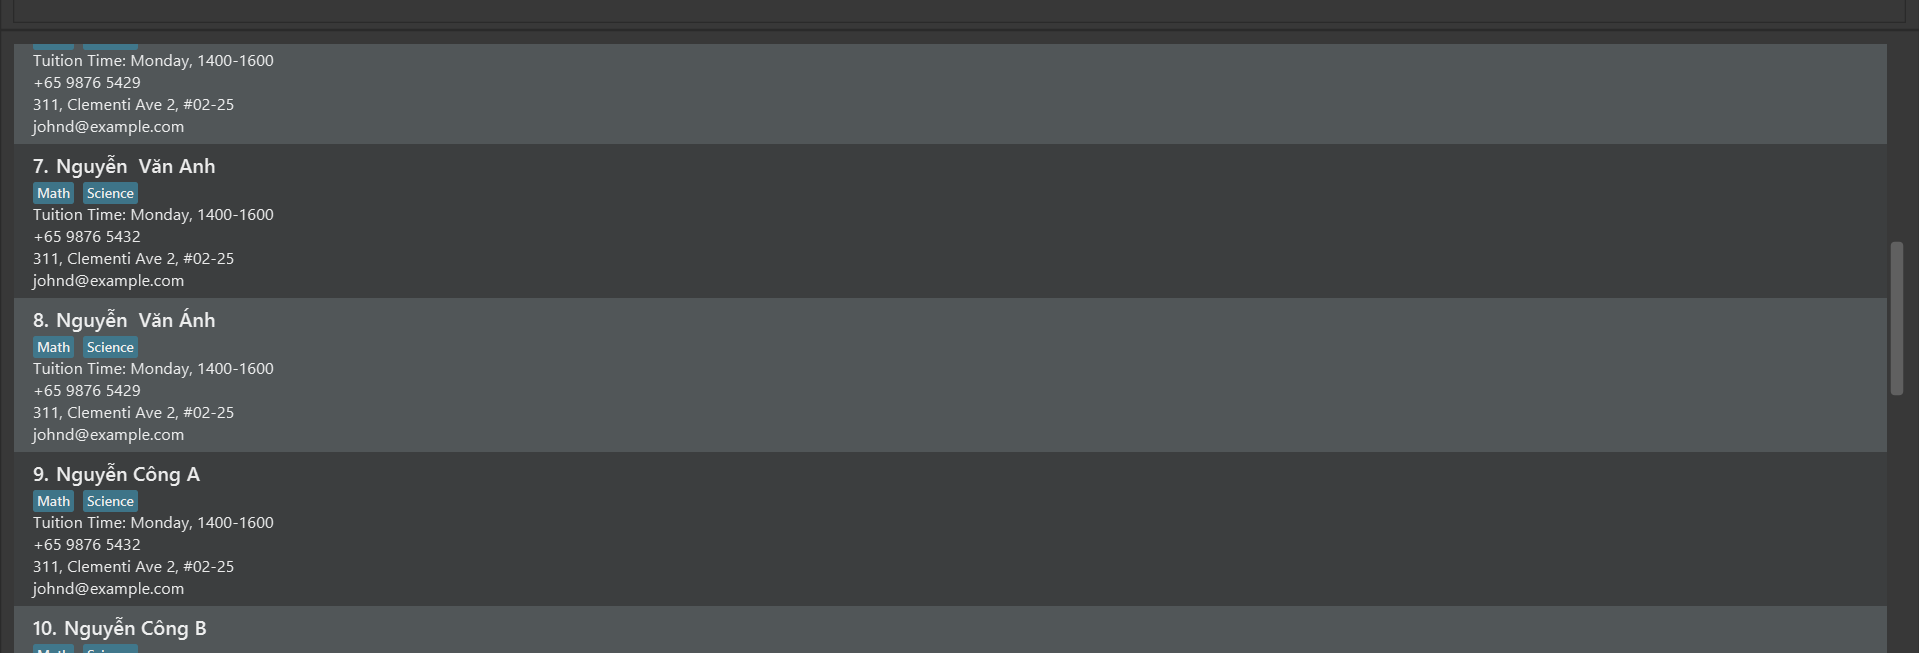 Tuition Time: Monday, 1400-1600
+65 9876 5429
311, Clementi Ave 2, #02-25
johnd@example.com
7. Nguyễn  Văn Anh
Math Science
Tuition Time: Monday, 1400-1600
+65 9876 5432
311, Clementi Ave 2, #02-25
johnd@example.com
8. Nguyễn  Văn Ánh
Math Science
Tuition Time: Monday, 1400-1600
+65 9876 5429
311, Clementi Ave 2, #02-25
johnd@example.com
9. Nguyễn Công A
Math Science
Tuition Time: Monday, 1400-1600
+65 9876 5432
311, Clementi Ave 2, #02-25
johnd@example.com
10. Nguyễn Công B
Math Science